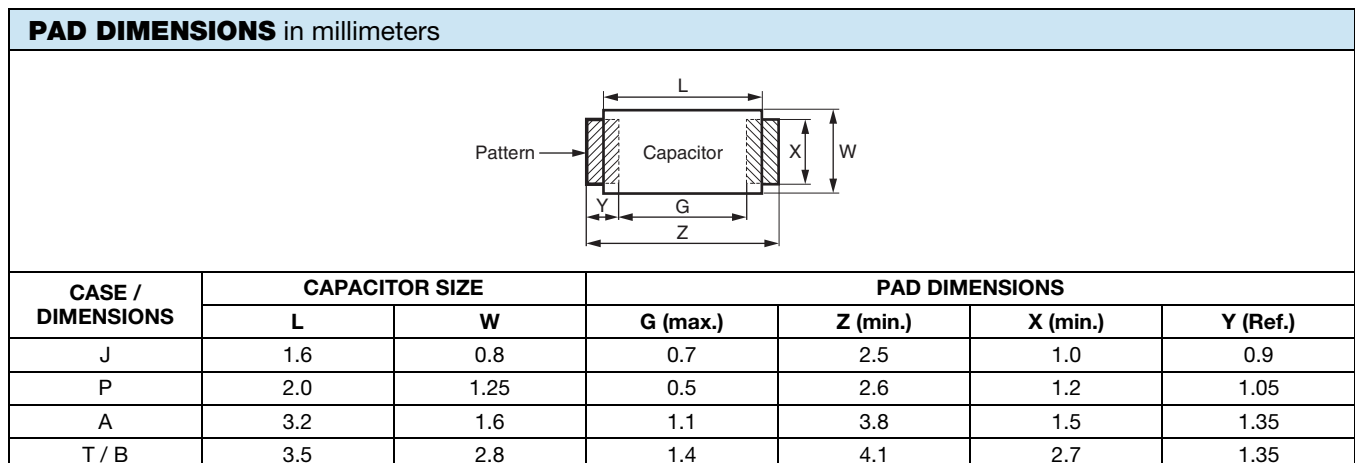 PAD DIMENSIONS in millimeters
L
Pattern
Capacitor
X
W
Y
G
Z
CASE / DIMENSIONS CAPACITOR SIZE PAD DIMENSIONS
L W G (max.) Z (min.) X (min.) Y (Ref.)
J 1.6 0.8 0.7 2.5 1.0 0.9
P 2.0 1.25 0.5 2.6 1.2 1.05
A 3.2 1.6 1.1 3.8 1.5 1.35
T / B 3.5 2.8 1.4 4.1 2.7 1.35